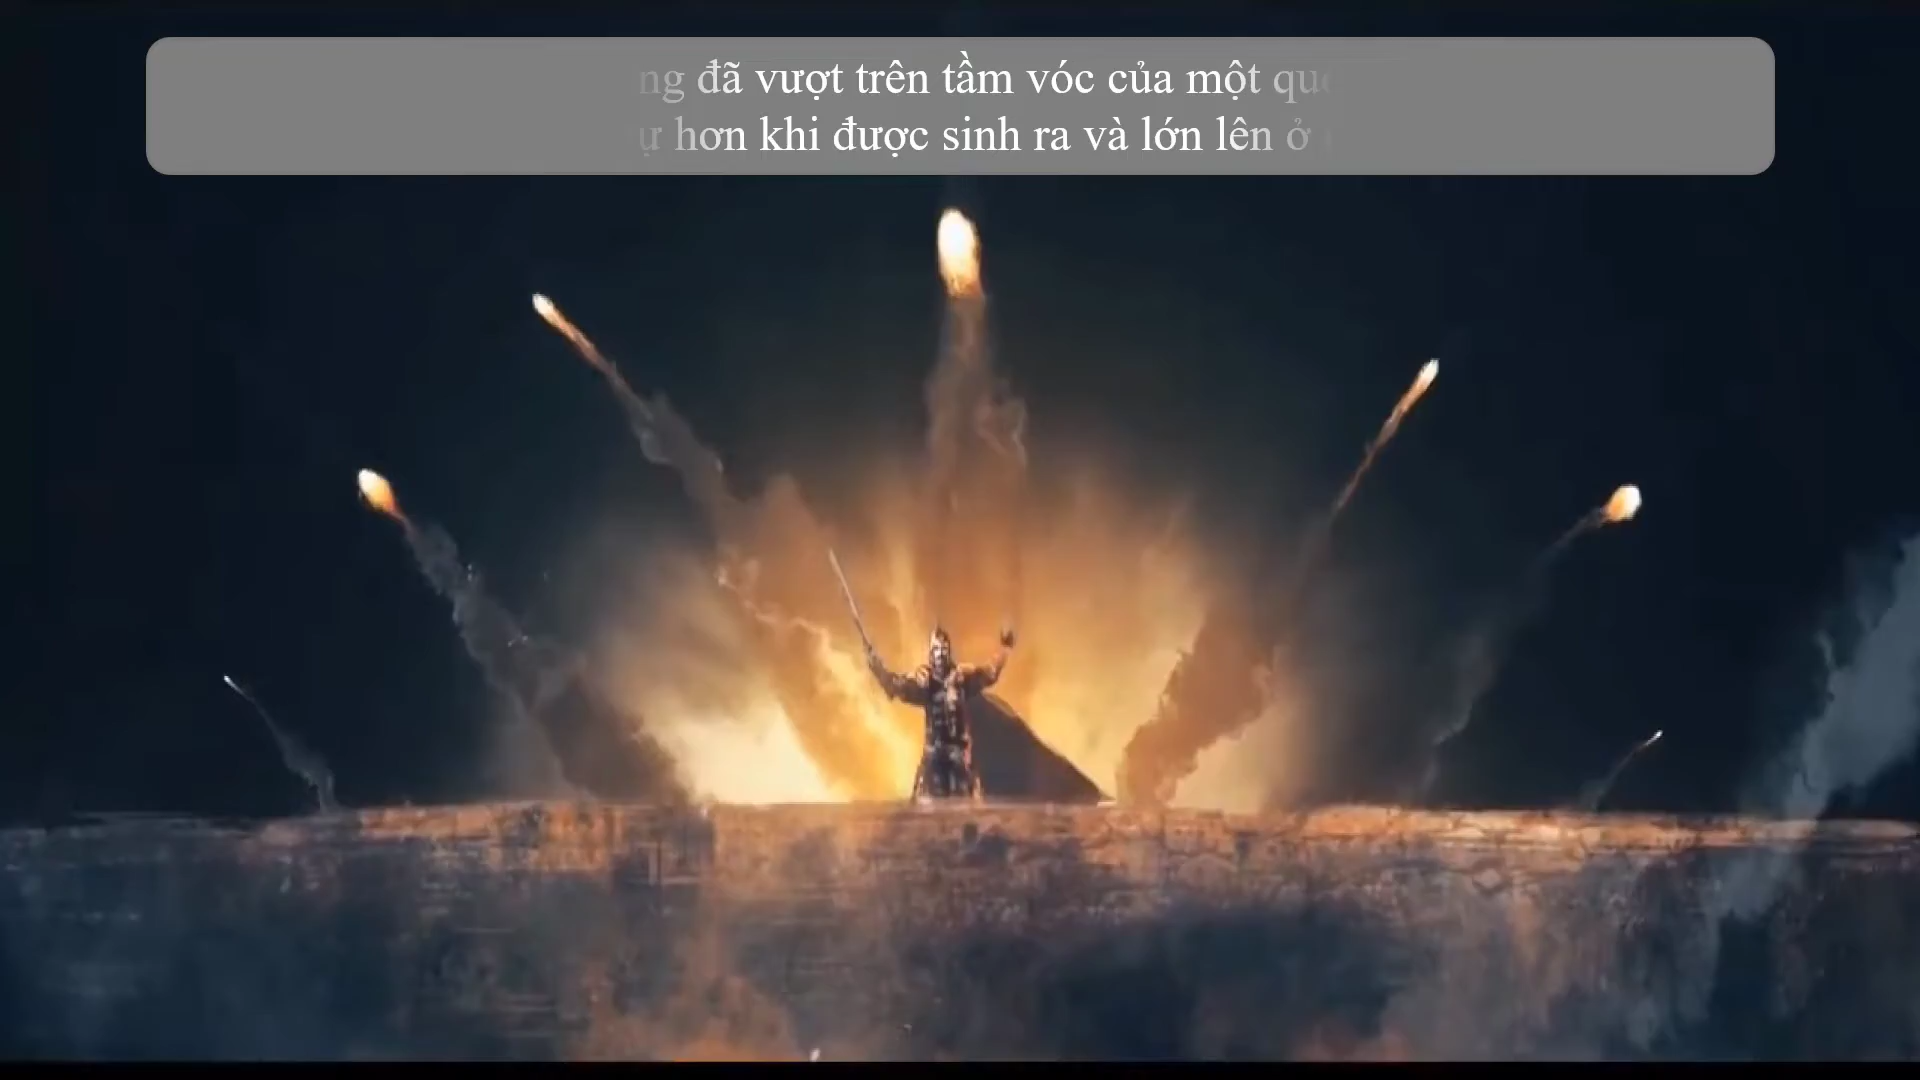 đã vượt trên tầm vóc của một
hơn khi được sinh ra và lớn lên ở